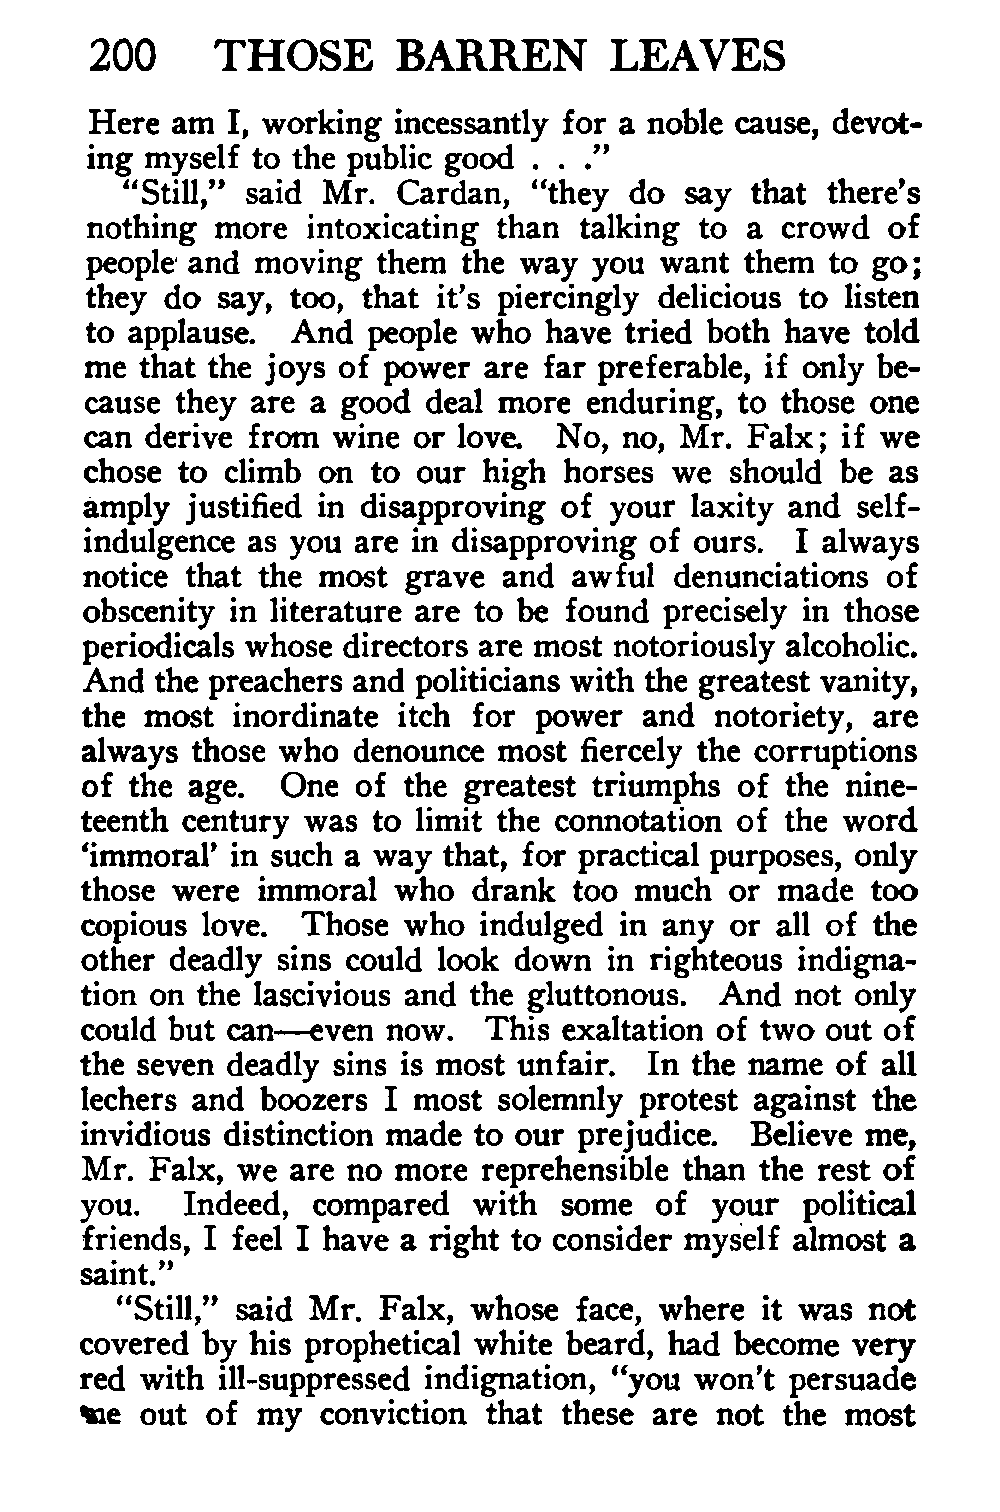 200 THOSE BARREN LEAVES
Here am I, working incessantly for a noble cause, devot-
ing myself to the public good . . ."
"Still," said Mr. Cardan, "they do say that there's
nothing more intoxicating than talking to a crowd of
people and moving them the way you want them to go;
they do say, too, that it's piercingly delicious to listen
to applause. And people who have tried both have told
me that the joys of power are far preferable, if only be-
cause they are a good deal more enduring, to those one
can derive from wine or love. No, no, Mr. Falx; if we
chose to climb on to our high horses we should be as
amply justified in disapproving of your laxity and self-
indulgence as you are in disapproving of ours. I always
notice that the most grave and awful denunciations of
obscenity in literature are to be found precisely in those
periodicals whose directors are most notoriously alcoholic.
And the preachers and politicians with the greatest vanity,
the most inordinate itch for power and notoriety, are
always those who denounce most fiercely the corruptions
of the age. One of the greatest triumphs of the nine-
teenth century was to limit the connotation of the word
'immoral' in such a way that, for practical purposes, only
those were immoral who drank too much or made too
copious love. Those who indulged in any or all of the
other deadly sins could look down in righteous indigna-
tion on the lascivious and the gluttonous. And not only
could but can—even now. This exaltation of two out of
the seven deadly sins is most unfair. In the name of all
lechers and boozers I most solemnly protest against the
invidious distinction made to our prejudice. Believe me,
Mr. Falx, we are no more reprehensible than the rest of
you. Indeed, compared with some of your political
friends, I feel I have a right to consider myself almost a
saint."
"Still," said Mr. Falx, whose face, where it was not
covered by his prophetical white beard, had become very
red with ill-suppressed indignation, "you won't persuade
me out of my conviction that these are not the most